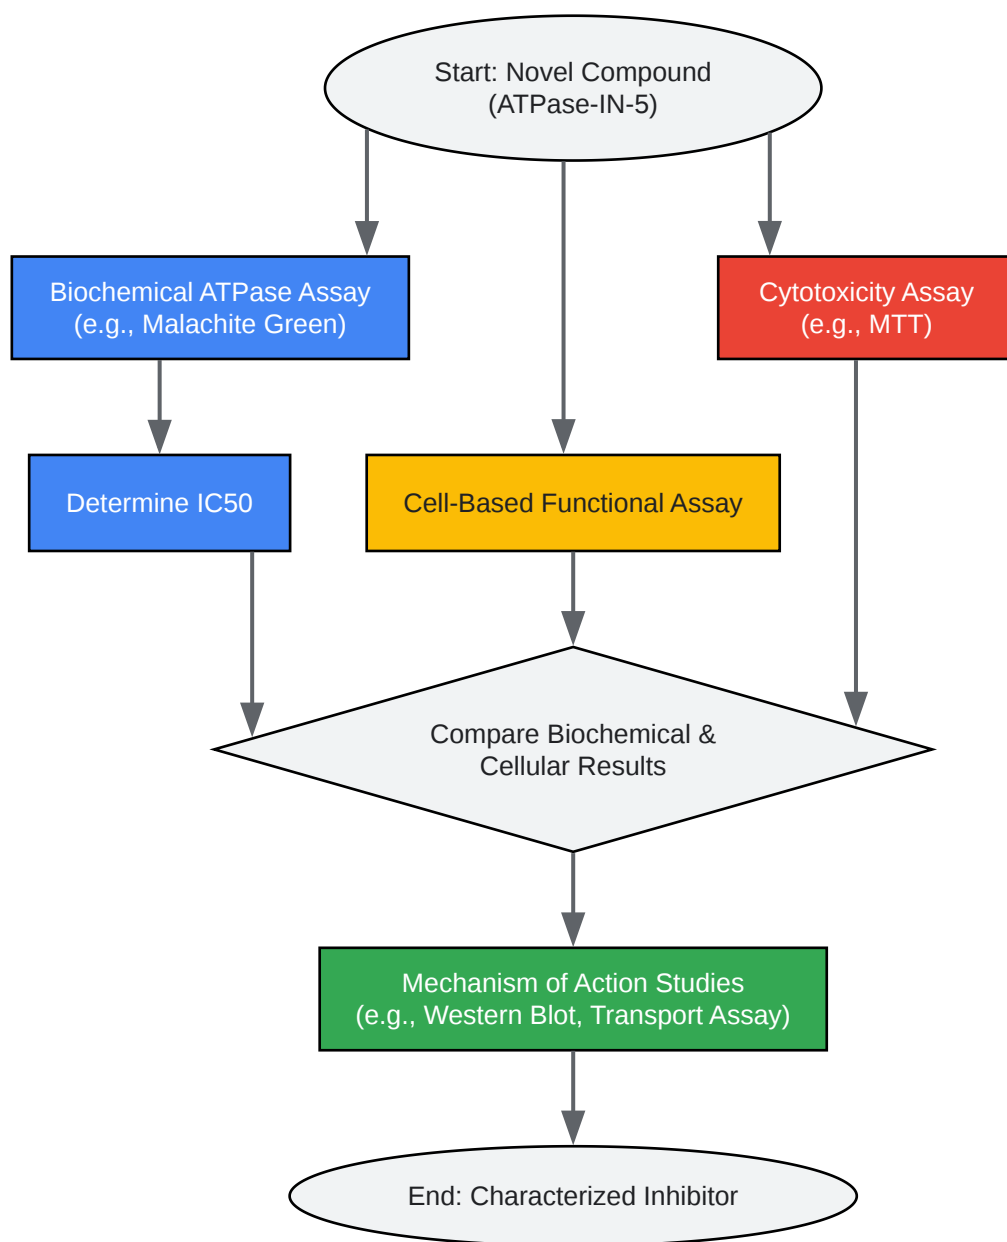 Start: Novel Compound
(ATPase-IN-5)
Biochemical ATPase Assay
(e.g., Malachite Green)
Cytotoxicity Assay
(e.g., MTT)
Determine IC50
Cell-Based Functional Assay
Compare Biochemical &
Cellular Results
Mechanism of Action Studies
(e.g., Western Blot, Transport Assay)
End: Characterized Inhibitor